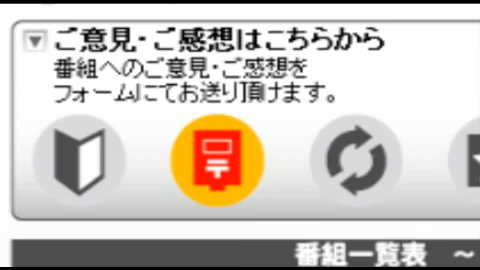 ご意見・ご感想はこちらから
番組へのご意見・ご感想を
フォームにてお送り頂けます。
〒
番組一覧表 ～